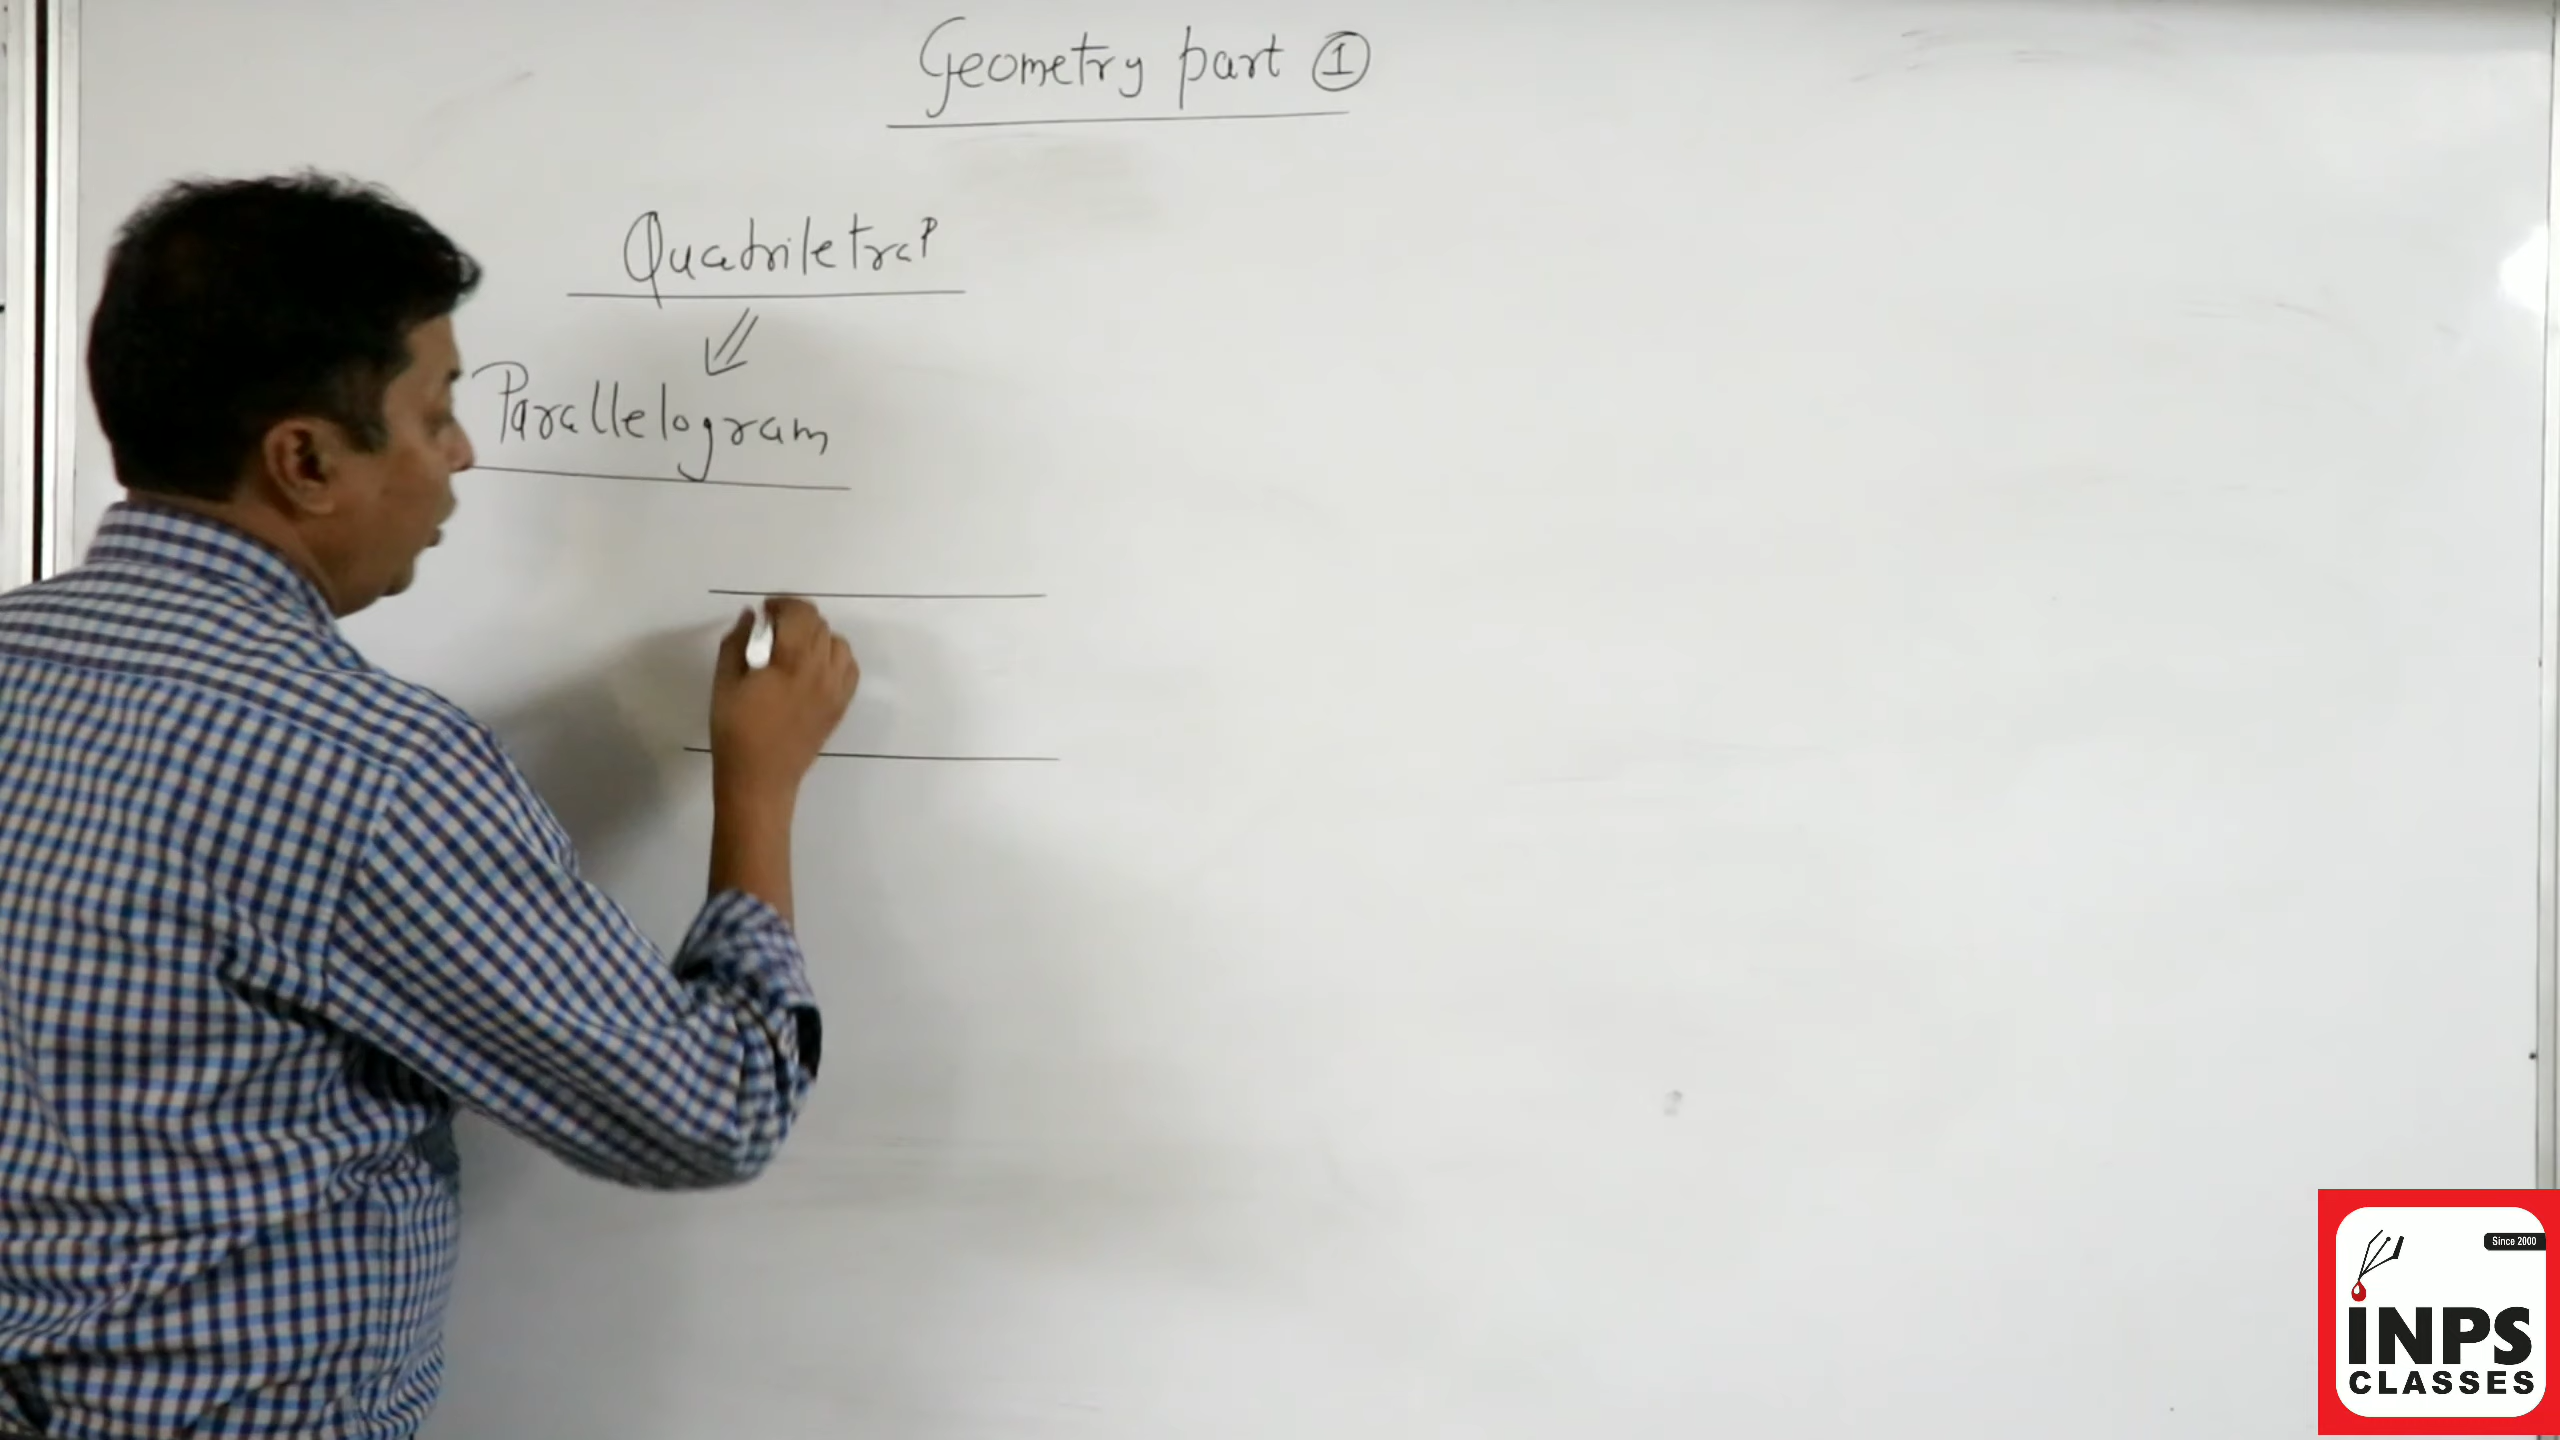 Geometry part ①
Quadriletral
Parallelogram
Since 2000
iNPS
CLASSES